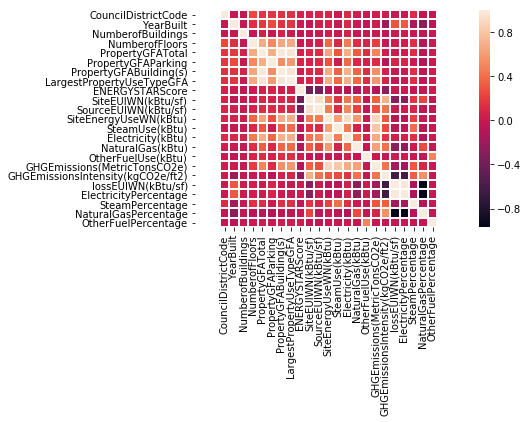 CouncilDistrictCode
YearBuilt
NumberofBuildings
NumberofFloors
PropertyGFATotal
PropertyGFAParking
PropertyGFABuilding(s)
LargestPropertyUseTypeGFA
ENERGYSTARScore
SiteEUIWN(kBtu/sf)
SourceEUIWN(kBtu/sf)
SiteEnergyUseWN(kBtu)
SteamUse(kBtu)
Electricity(kBtu)
NaturalGas(kBtu)
OtherFuelUse(kBtu)
GHGEmissions(MetricTonsCO2e)
GHGEmissionsIntensity(kgCO2e/ft2)
lossEUIWN(kBtu/sf)
ElectricityPercentage
SteamPercentage
NaturalGasPercentage
OtherFuelPercentage
CouncilDistrictCode
YearBuilt
NumberofBuildings
NumberofFloors
PropertyGFATotal
PropertyGFAParking
PropertyGFABuilding(s)
LargestPropertyUseTypeGFA
ENERGYSTARScore
SiteEUIWN(kBtu/sf)
SourceEUIWN(kBtu/sf)
SiteEnergyUseWN(kBtu)
SteamUse(kBtu)
Electricity(kBtu)
NaturalGas(kBtu)
OtherFuelUse(kBtu)
GHGEmissions(MetricTonsCO2e)
GHGEmissionsIntensity(kgCO2e/ft2)
lossEUIWN(kBtu/sf)
ElectricityPercentage
SteamPercentage
NaturalGasPercentage
OtherFuelPercentage
0.8
0.4
0.0
−0.4
−0.8